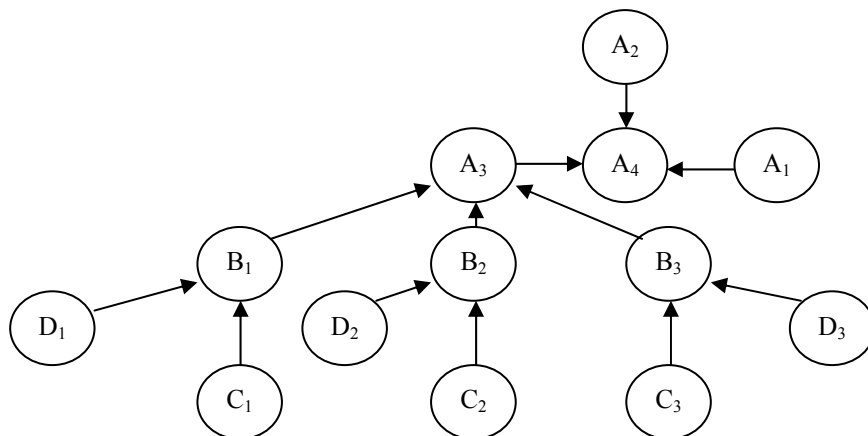 A₂
A₃ A₄ A₁
B₁ B₂ B₃
D₁ D₂ D₃
C₁ C₂ C₃